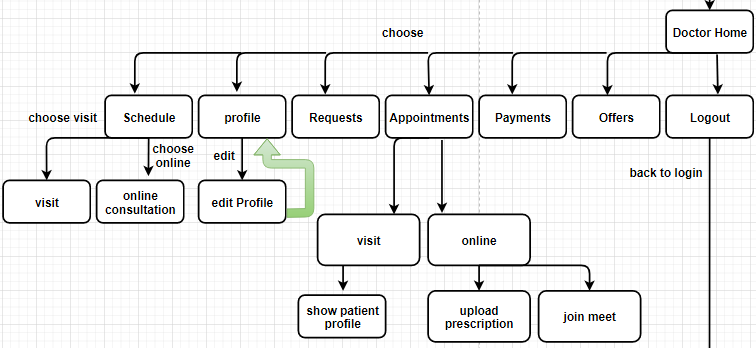 Doctor Home
choose
Schedule
profile
Requests
Appointments
Payments
Offers
Logout
choose visit
choose
online
edit
back to login
visit
online
consultation
edit Profile
visit
online
show patient
profile
upload
prescription
join meet